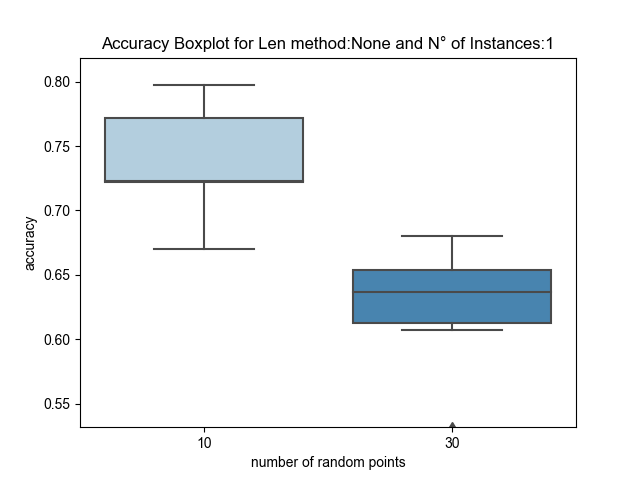 Accuracy Boxplot for Len method:None and N° of Instances:1
0.80
0.75
0.70
0.65
0.60
0.55
accuracy
10 30
number of random points